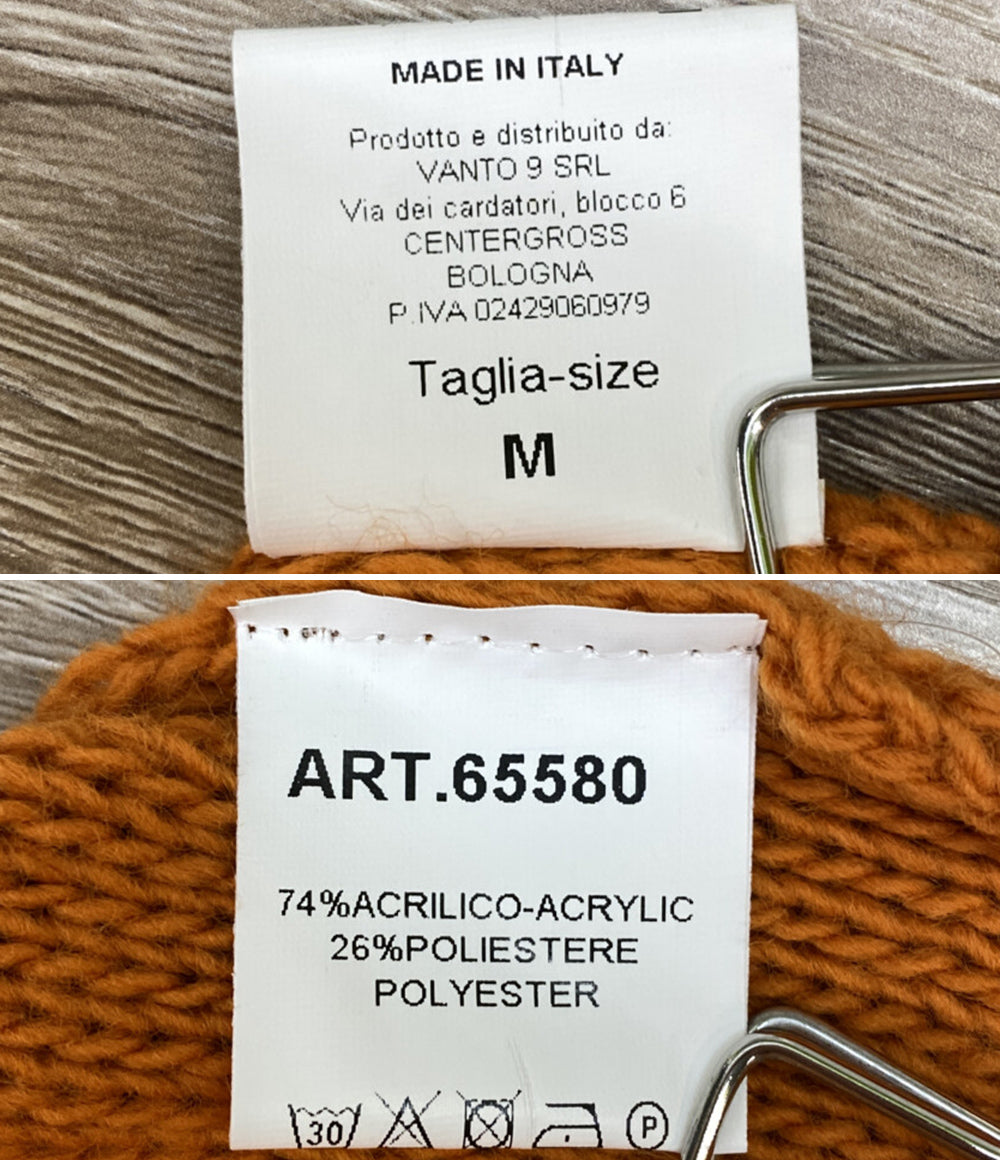 MADE IN ITALY
Prodotto e distribuito da:
VANTO 9 SRL
Via dei cardatori, blocco 6
CENTERGROSS
BOLOGNA
P.IVA 02429060979
Taglia-size
M
ART.65580
74%ACRILICO-ACRYLIC
26%POLIESTERE
POLYESTER
30 P